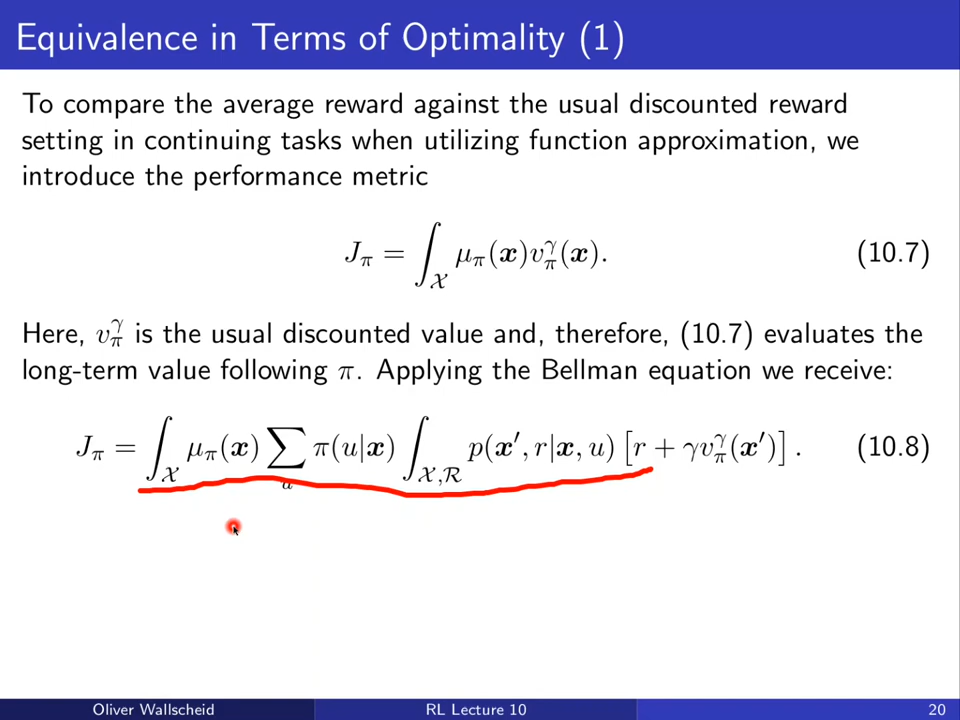 Equivalence in Terms of Optimality (1)
To compare the average reward against the usual discounted reward
setting in continuing tasks when utilizing function approximation, we
introduce the performance metric
J_π = ∫_𝒳 μ_π(𝒙)v_π^γ(𝒙). (10.7)
Here, v_π^γ is the usual discounted value and, therefore, (10.7) evaluates the
long-term value following π. Applying the Bellman equation we receive:
J_π = ∫_𝒳 μ_π(𝒙) ∑_u π(u|𝒙) ∫_{𝒳,ℛ} p(𝒙′, r|𝒙, u) [r + γv_π^γ(𝒙′)] . (10.8)
Oliver Wallscheid RL Lecture 10 20